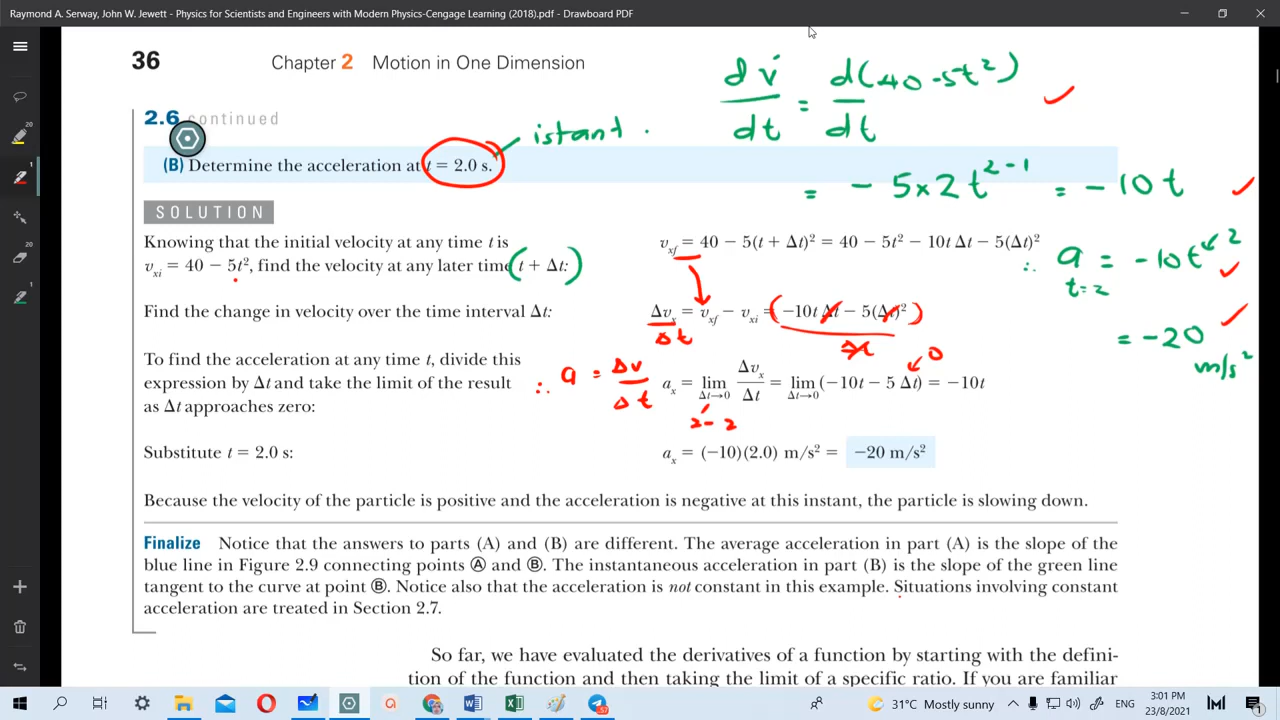 Raymond A. Serway, John W. Jewett - Physics for Scientists and Engineers with Modern Physics-Cengage Learning (2018).pdf - Drawboard PDF
36 Chapter 2 Motion in One Dimension
dv/dt = d(40-5t²)/dt ✓
2.6 continued
istant.
(B) Determine the acceleration at t = 2.0 s.
= -5×2t²⁻¹ = -10t ✓
SOLUTION
Knowing that the initial velocity at any time t is
v_xi = 40 − 5t², find the velocity at any later time t + Δt:
v_xf = 40 − 5(t + Δt)² = 40 − 5t² − 10t Δt − 5(Δt)²
∴ a = -10t 2 ✓
t=2
Find the change in velocity over the time interval Δt:
Δv_x = v_xf − v_xi = (−10t Δt − 5(Δt)²)
Δt
= -20 ✓
m/s²
To find the acceleration at any time t, divide this
expression by Δt and take the limit of the result
as Δt approaches zero:
∴ a = Δv/Δt
0
a_x = lim Δt→0 Δv_x/Δt = lim Δt→0 (−10t − 5 Δt) = −10t
2-2
Substitute t = 2.0 s:
a_x = (−10)(2.0) m/s² = −20 m/s²
Because the velocity of the particle is positive and the acceleration is negative at this instant, the particle is slowing down.
Finalize Notice that the answers to parts (A) and (B) are different. The average acceleration in part (A) is the slope of the
blue line in Figure 2.9 connecting points Ⓐ and Ⓑ. The instantaneous acceleration in part (B) is the slope of the green line
tangent to the curve at point Ⓑ. Notice also that the acceleration is not constant in this example. Situations involving constant
acceleration are treated in Section 2.7.
So far, we have evaluated the derivatives of a function by starting with the defini-
tion of the function and then taking the limit of a specific ratio. If you are familiar
20
1
20
1
31°C Mostly sunny
ENG
3:01 PM
23/8/2021
1